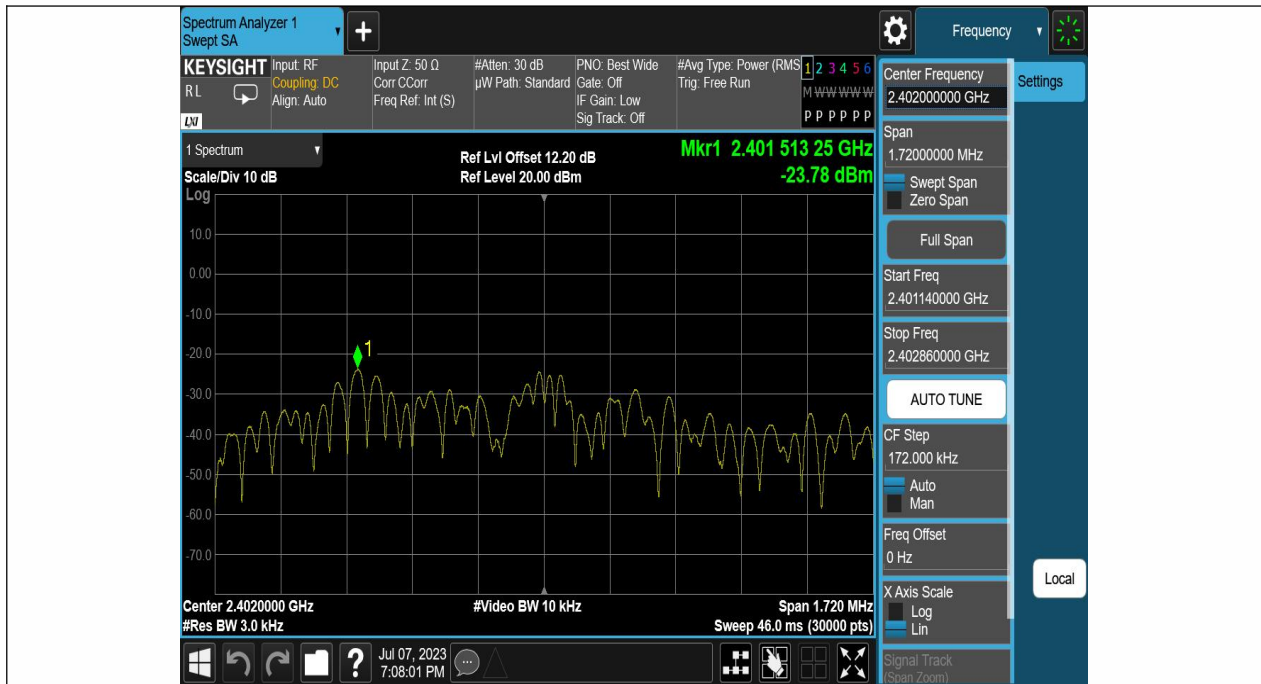 Spectrum Analyzer 1
Swept SA
+
Frequency
KEYSIGHT
R L
LXI
Input: RF
Coupling: DC
Align: Auto
Input Z: 50 Ω
Corr CCorr
Freq Ref: Int (S)
#Atten: 30 dB
µW Path: Standard
PNO: Best Wide
Gate: Off
IF Gain: Low
Sig Track: Off
#Avg Type: Power (RMS
Trig: Free Run
1 2 3 4 5 6
M W W W W W
P P P P P P
1 Spectrum
Scale/Div 10 dB
Log
Ref Lvl Offset 12.20 dB
Ref Level 20.00 dBm
Mkr1 2.401 513 25 GHz
-23.78 dBm
10.0
0.00
-10.0
-20.0
-30.0
-40.0
-50.0
-60.0
-70.0
1
Center 2.4020000 GHz
#Res BW 3.0 kHz
#Video BW 10 kHz
Span 1.720 MHz
Sweep 46.0 ms (30000 pts)
Center Frequency
2.402000000 GHz
Settings
Span
1.72000000 MHz
Swept Span
Zero Span
Full Span
Start Freq
2.401140000 GHz
Stop Freq
2.402860000 GHz
AUTO TUNE
CF Step
172.000 kHz
Auto
Man
Freq Offset
0 Hz
X Axis Scale
Log
Lin
Local
Signal Track
(Span Zoom)
?
Jul 07, 2023
7:08:01 PM